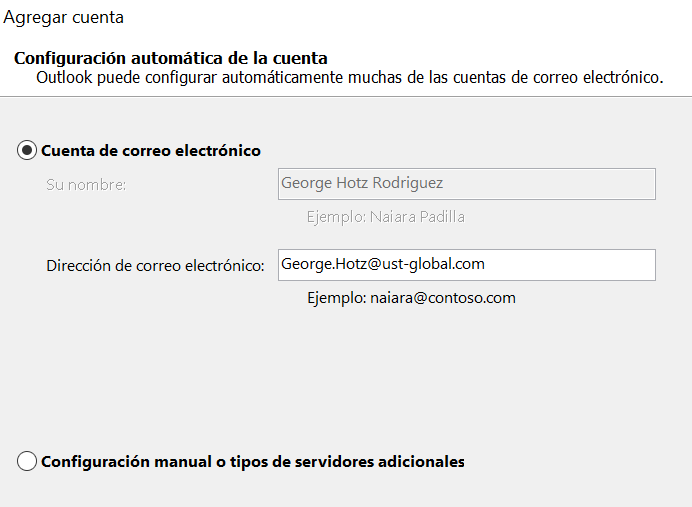 Agregar cuenta
Configuración automática de la cuenta
Outlook puede configurar automáticamente muchas de las cuentas de correo electrónico.
Cuenta de correo electrónico
Su nombre: George Hotz Rodriguez
Ejemplo: Naiara Padilla
Dirección de correo electrónico: George.Hotz@ust-global.com
Ejemplo: naiara@contoso.com
Configuración manual o tipos de servidores adicionales